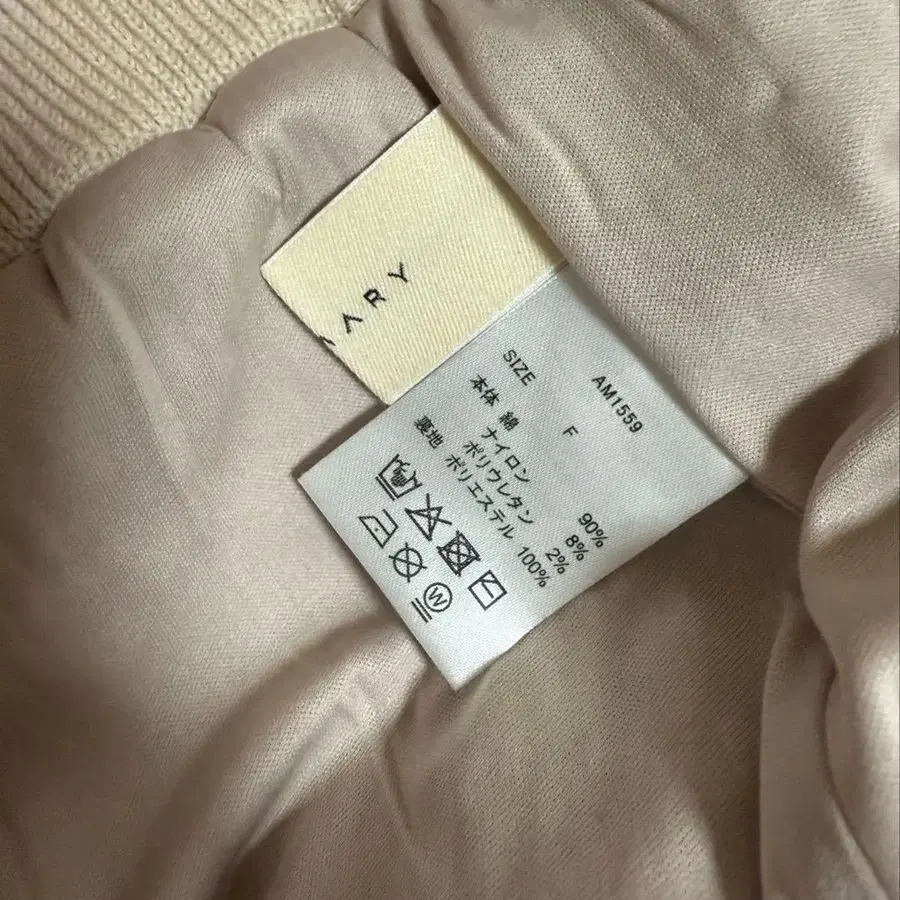 ARY
AM1559
SIZE F
本体 綿 90%
ナイロン 8%
ポリウレタン 2%
裏地 ポリエステル 100%
W